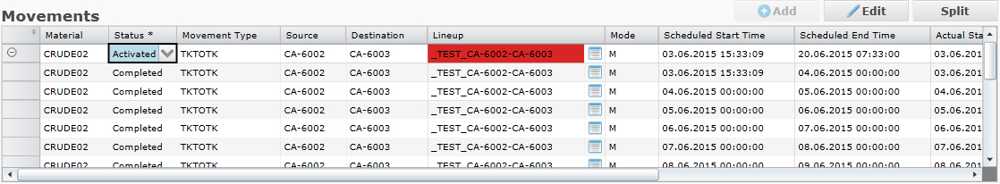 Movements Add Edit Split
Material Status * Movement Type Source Destination Lineup Mode Scheduled Start Time Scheduled End Time Actual Sta
CRUDE02 Activated TKTOTK CA-6002 CA-6003 _TEST_CA-6002-CA-6003 M 03.06.2015 15:33:09 20.06.2015 07:33:00 03.06.201
CRUDE02 Completed TKTOTK CA-6002 CA-6003 _TEST_CA-6002-CA-6003 M 03.06.2015 15:33:09 04.06.2015 00:00:00 03.06.201
CRUDE02 Completed TKTOTK CA-6002 CA-6003 _TEST_CA-6002-CA-6003 M 04.06.2015 00:00:00 05.06.2015 00:00:00 04.06.201
CRUDE02 Completed TKTOTK CA-6002 CA-6003 _TEST_CA-6002-CA-6003 M 05.06.2015 00:00:00 06.06.2015 00:00:00 05.06.201
CRUDE02 Completed TKTOTK CA-6002 CA-6003 _TEST_CA-6002-CA-6003 M 06.06.2015 00:00:00 07.06.2015 00:00:00 06.06.201
CRUDE02 Completed TKTOTK CA-6002 CA-6003 _TEST_CA-6002-CA-6003 M 07.06.2015 00:00:00 08.06.2015 00:00:00 07.06.201
CRUDE02 Completed TKTOTK CA-6002 CA-6003 _TEST_CA-6002-CA-6003 M 08.06.2015 00:00:00 09.06.2015 00:00:00 08.06.201